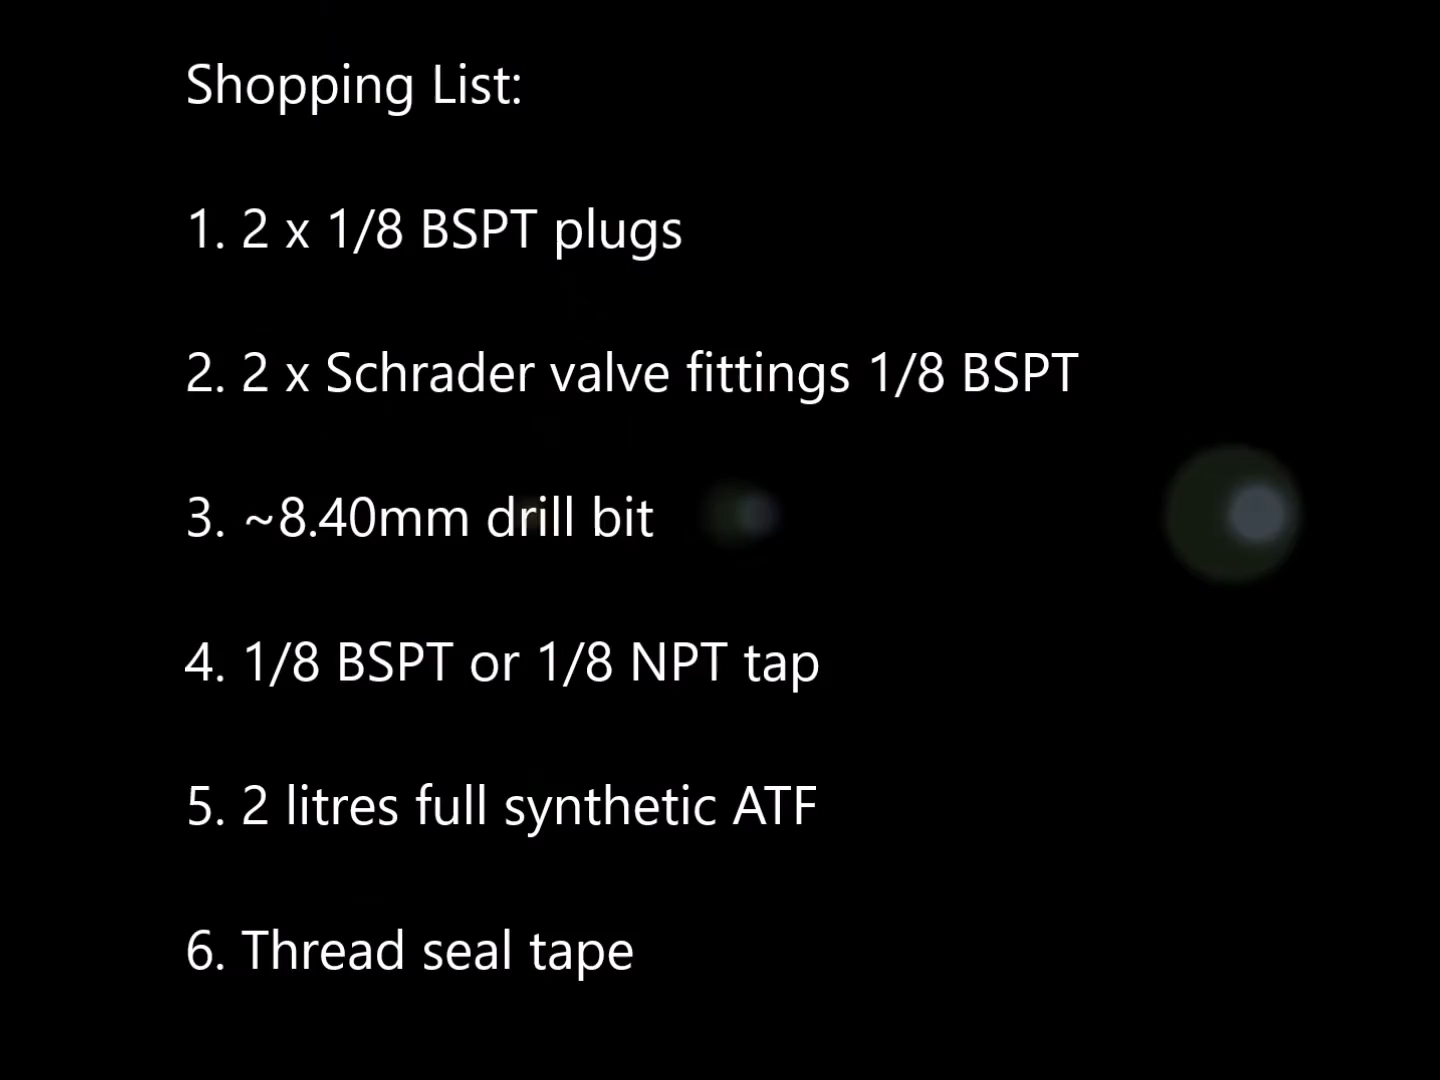 Shopping List:
1. 2 x 1/8 BSPT plugs
2. 2 x Schrader valve fittings 1/8 BSPT
3. ~8.40mm drill bit
4. 1/8 BSPT or 1/8 NPT tap
5. 2 litres full synthetic ATF
6. Thread seal tape